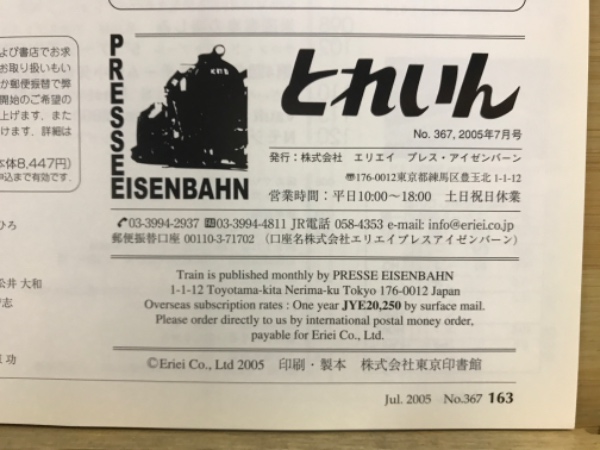 よび書店でお求
お取り扱いもい
か郵便振替で弊
開始のご希望の
上げます。また
けます。詳細は
本体8,447円)
申込まで有効です.
ひろ
松井 大和
志
功
PRESSE
EISENBAHN
とれいん
No. 367, 2005年7月号
発行：株式会社 エリエイ プレス・アイゼンバーン
〠176-0012東京都練馬区豊玉北1-1-12
営業時間：平日10:00～18:00 土日祝日休業
03-3994-2937 03-3994-4811 JR電話 058-4353 e-mail: info@eriei.co.jp
郵便振替口座 00110-3-71702 （口座名株式会社エリエイプレスアイゼンバーン）
Train is published monthly by PRESSE EISENBAHN
1-1-12 Toyotama-kita Nerima-ku Tokyo 176-0012 Japan
Overseas subscription rates : One year JYE20,250 by surface mail.
Please order directly to us by international postal money order,
payable for Eriei Co., Ltd.
©Eriei Co., Ltd 2005 印刷・製本 株式会社東京印書館
Jul. 2005 No.367 163